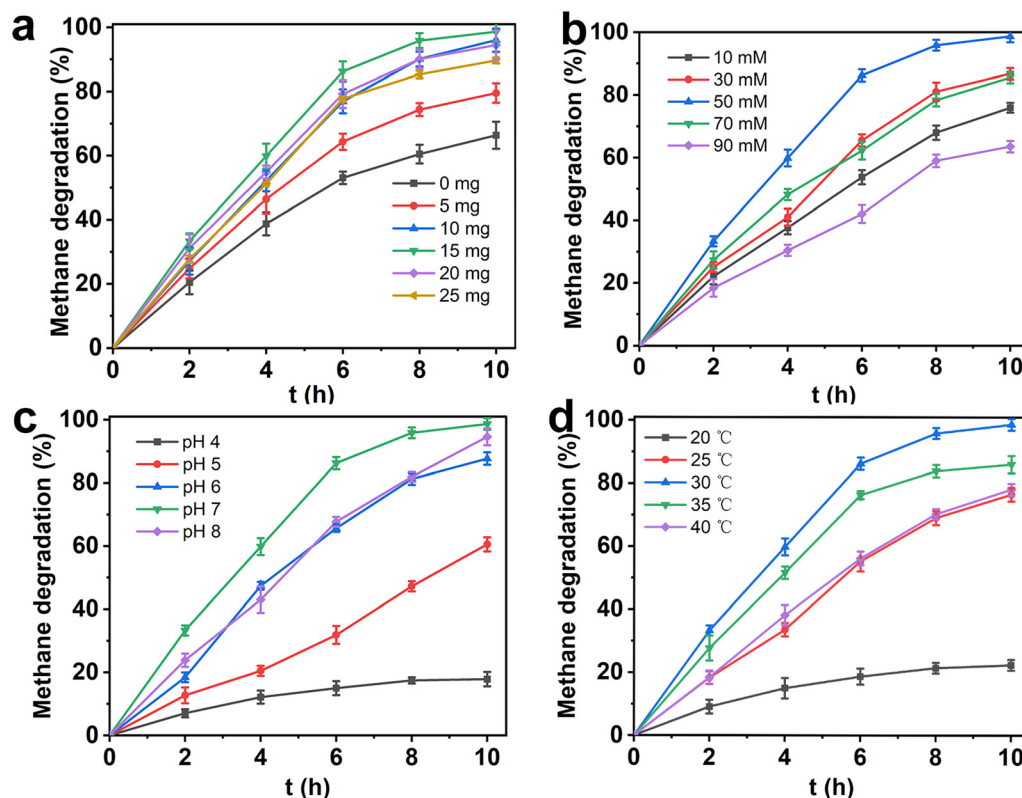 a
Methane degradation (%)
100
80
60
40
20
0
0 mg
5 mg
10 mg
15 mg
20 mg
25 mg
0 2 4 6 8 10
t (h)
b
Methane degradation (%)
100
80
60
40
20
0
10 mM
30 mM
50 mM
70 mM
90 mM
0 2 4 6 8 10
t (h)
c
Methane degradation (%)
100
80
60
40
20
0
pH 4
pH 5
pH 6
pH 7
pH 8
0 2 4 6 8 10
t (h)
d
Methane degradation (%)
100
80
60
40
20
0
20 ℃
25 ℃
30 ℃
35 ℃
40 ℃
0 2 4 6 8 10
t (h)